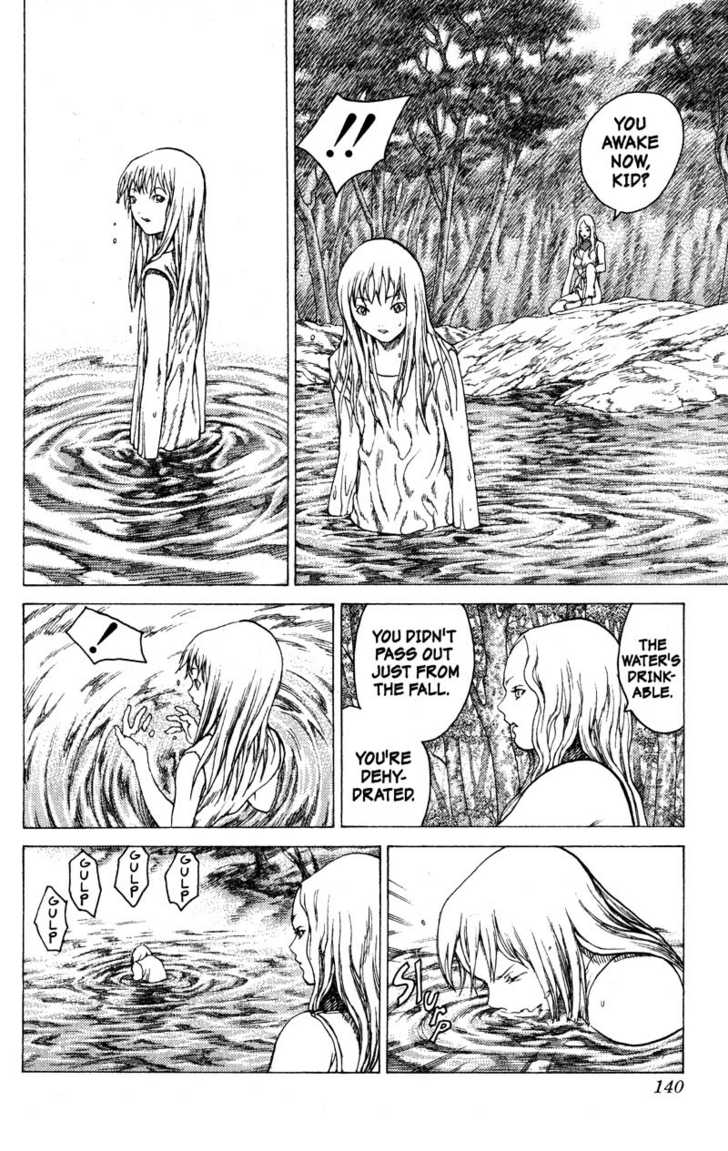 YOU
AWAKE
NOW,
KID?
!!
THE
WATER'S
DRINK-
ABLE.
YOU DIDN'T
PASS OUT
JUST FROM
THE FALL.
YOU'RE
DEHY-
DRATED.
!
SLURP
GULP
GULP
GULP
GULP
140